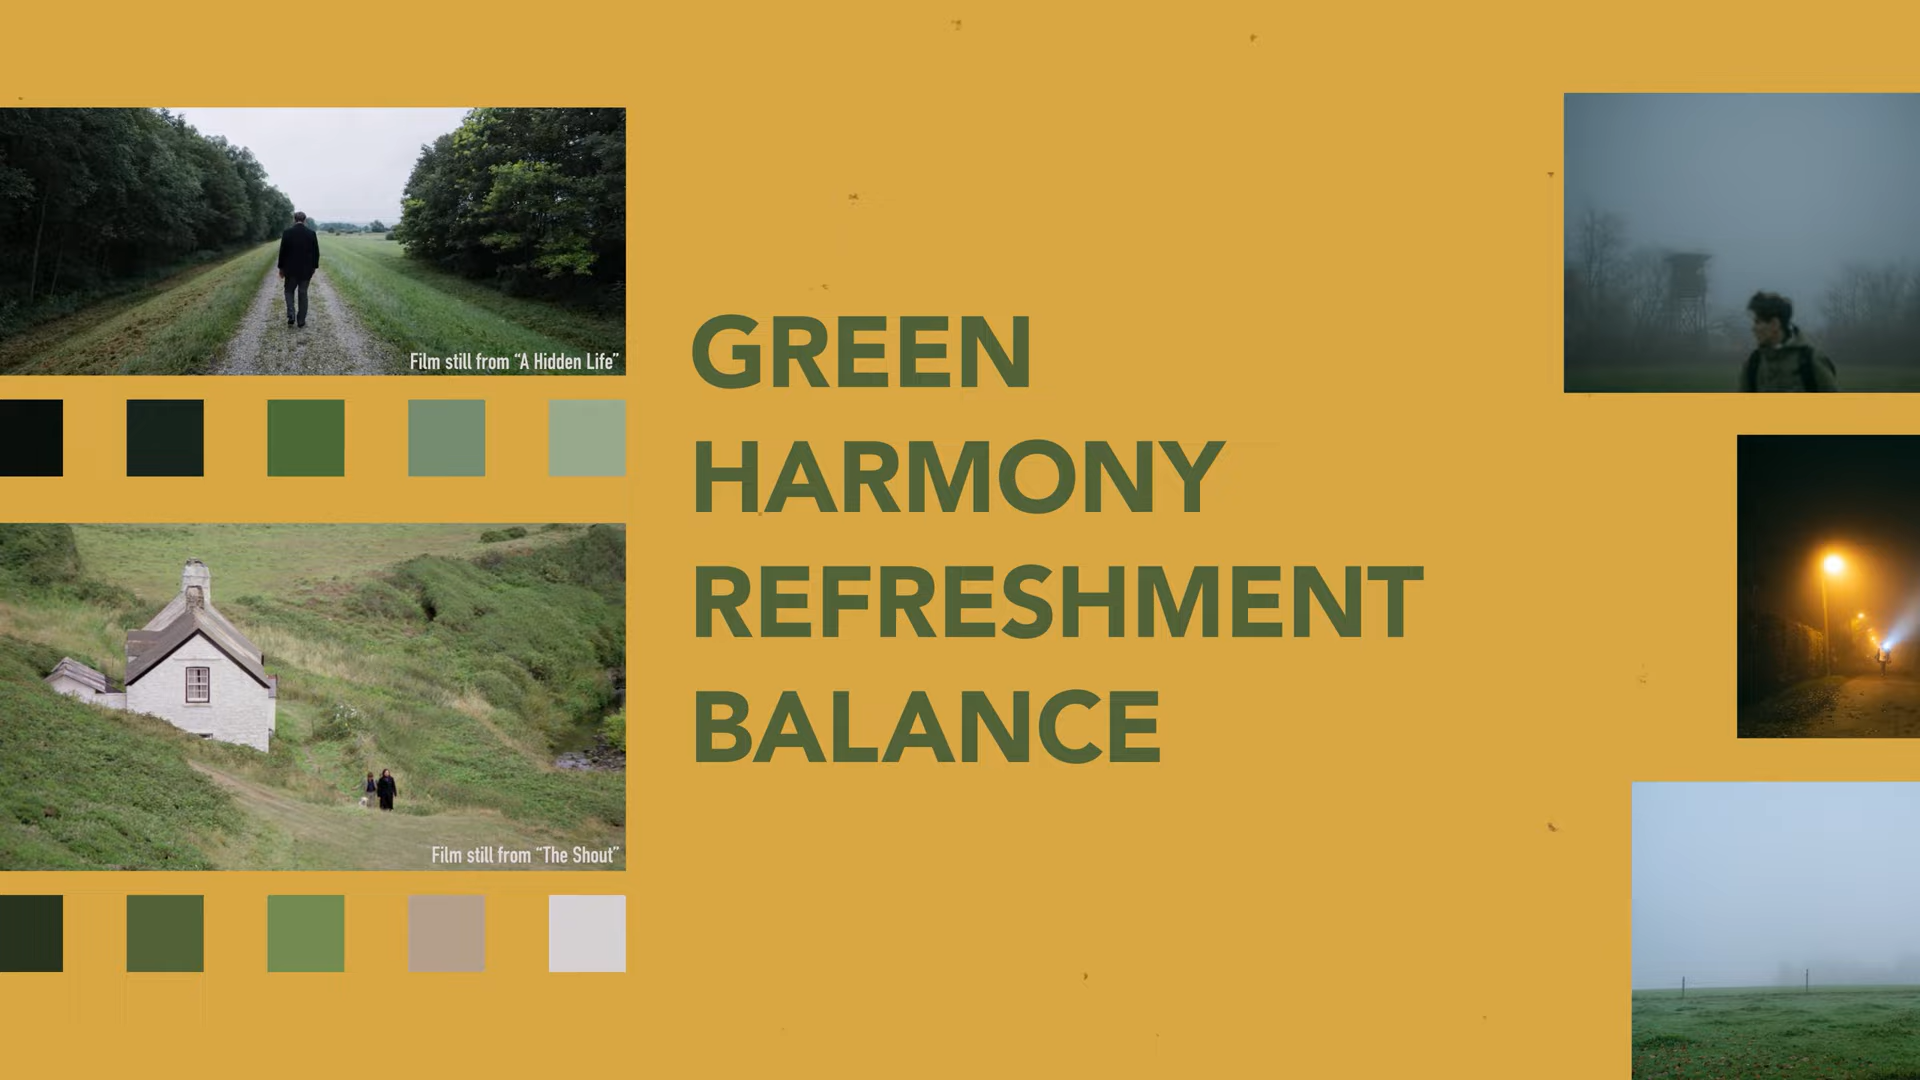 Film still from “A Hidden Life”
Film still from “The Shout”
GREEN
HARMONY
REFRESHMENT
BALANCE